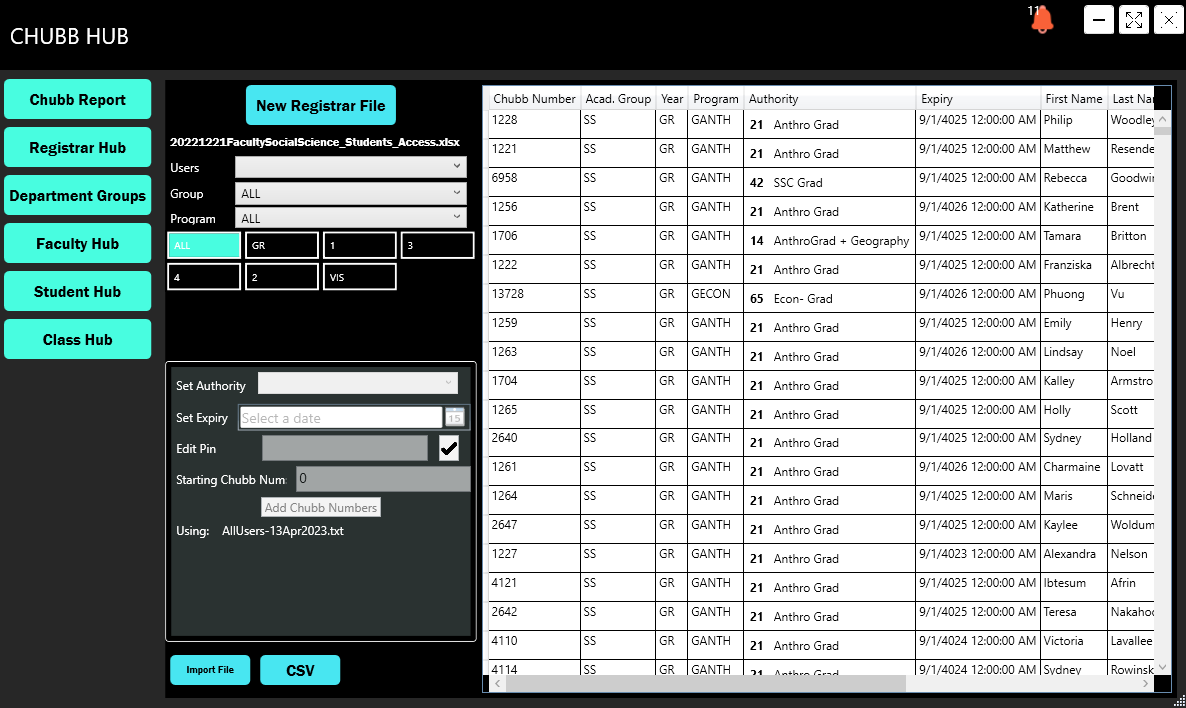 CHUBB HUB
11
Chubb Report
Registrar Hub
Department Groups
Faculty Hub
Student Hub
Class Hub
New Registrar File
20221221FacultySocialScience_Students_Access.xlsx
Users
Group ALL
Program ALL
ALL GR 1 3
4 2 VIS
Set Authority
Set Expiry Select a date 15
Edit Pin
Starting Chubb Num: 0
Add Chubb Numbers
Using: AllUsers-13Apr2023.txt
Import File CSV
Chubb Number Acad. Group Year Program Authority Expiry First Name Last Nar
1228 SS GR GANTH 21 Anthro Grad 9/1/4025 12:00:00 AM Philip Woodley
1221 SS GR GANTH 21 Anthro Grad 9/1/4025 12:00:00 AM Matthew Resende
6958 SS GR GANTH 42 SSC Grad 9/1/4025 12:00:00 AM Rebecca Goodwin
1256 SS GR GANTH 21 Anthro Grad 9/1/4026 12:00:00 AM Katherine Brent
1706 SS GR GANTH 14 AnthroGrad + Geography 9/1/4025 12:00:00 AM Tamara Britton
1222 SS GR GANTH 21 Anthro Grad 9/1/4025 12:00:00 AM Franziska Albrecht
13728 SS GR GECON 65 Econ- Grad 9/1/4026 12:00:00 AM Phuong Vu
1259 SS GR GANTH 21 Anthro Grad 9/1/4025 12:00:00 AM Emily Henry
1263 SS GR GANTH 21 Anthro Grad 9/1/4026 12:00:00 AM Lindsay Noel
1704 SS GR GANTH 21 Anthro Grad 9/1/4025 12:00:00 AM Kalley Armstro
1265 SS GR GANTH 21 Anthro Grad 9/1/4025 12:00:00 AM Holly Scott
2640 SS GR GANTH 21 Anthro Grad 9/1/4025 12:00:00 AM Sydney Holland
1261 SS GR GANTH 21 Anthro Grad 9/1/4026 12:00:00 AM Charmaine Lovatt
1264 SS GR GANTH 21 Anthro Grad 9/1/4025 12:00:00 AM Maris Schneide
2647 SS GR GANTH 21 Anthro Grad 9/1/4025 12:00:00 AM Kaylee Woldum
1227 SS GR GANTH 21 Anthro Grad 9/1/4023 12:00:00 AM Alexandra Nelson
4121 SS GR GANTH 21 Anthro Grad 9/1/4025 12:00:00 AM Ibtesum Afrin
2642 SS GR GANTH 21 Anthro Grad 9/1/4025 12:00:00 AM Teresa Nakahoo
4110 SS GR GANTH 21 Anthro Grad 9/1/4024 12:00:00 AM Victoria Lavallee
4114 SS GR GANTH 21 Anthro Grad 9/1/4024 12:00:00 AM Sydney Rowinsk